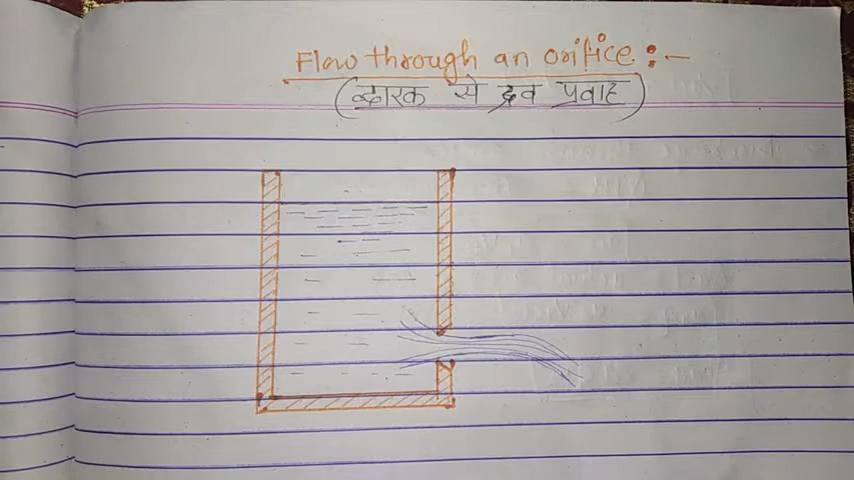 Flow through an orifice :-
(द्वारक से द्रव प्रवाह)